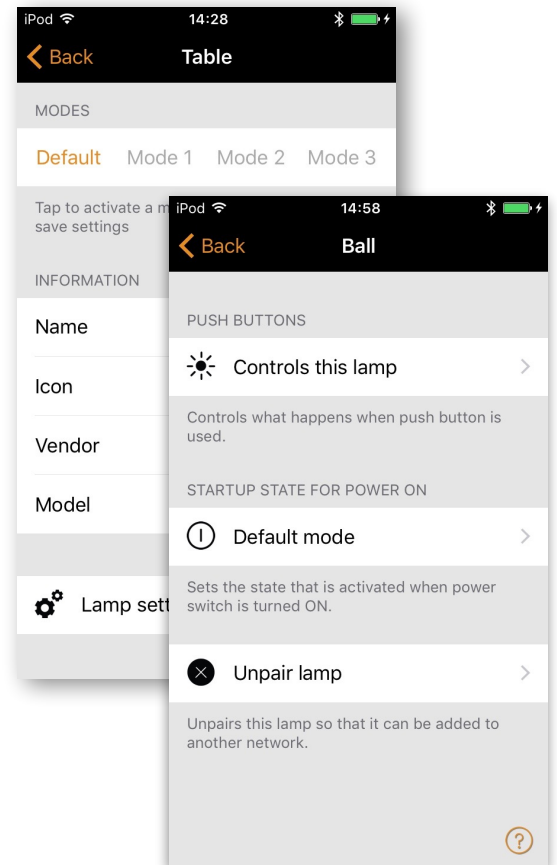 iPod 14:28
Back Table
MODES
Default Mode 1 Mode 2 Mode 3
Tap to activate a m
save settings
INFORMATION
Name
Icon
Vendor
Model
Lamp sett
iPod 14:58
Back Ball
PUSH BUTTONS
Controls this lamp
Controls what happens when push button is
used.
STARTUP STATE FOR POWER ON
Default mode
Sets the state that is activated when power
switch is turned ON.
Unpair lamp
Unpairs this lamp so that it can be added to
another network.
?